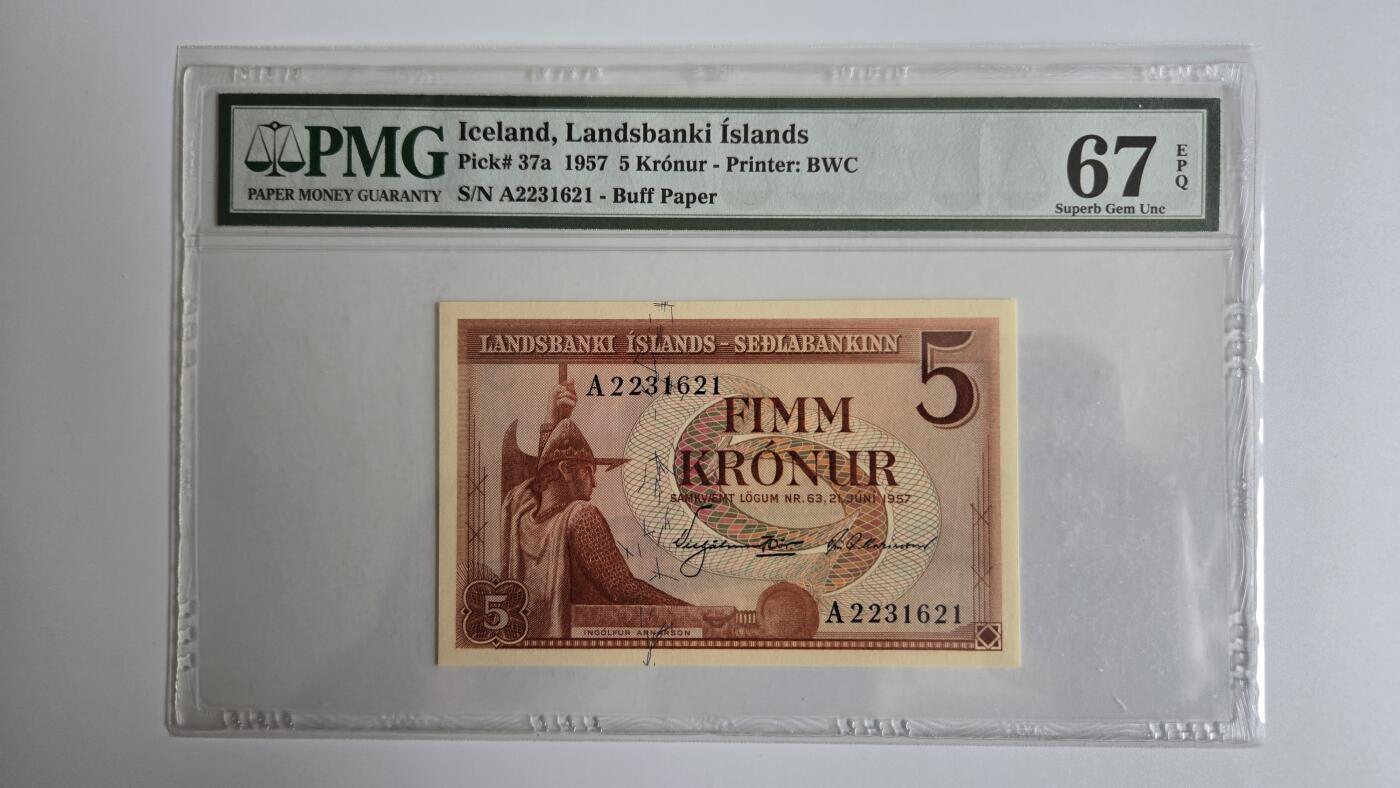 PMG
PAPER MONEY GUARANTY
Iceland, Landsbanki Íslands
Pick# 37a 1957 5 Krónur - Printer: BWC
S/N A2231621 - Buff Paper
67
EPQ
Superb Gem Unc
LANDSBANKI ÍSLANDS – SEÐLABANKINN
5
A2231621
FIMM
KRÓNUR
SAMKVÆMT LÖGUM NR. 63, 21. JÚNÍ 1957
A2231621
5
INGÓLFUR ARNARSON